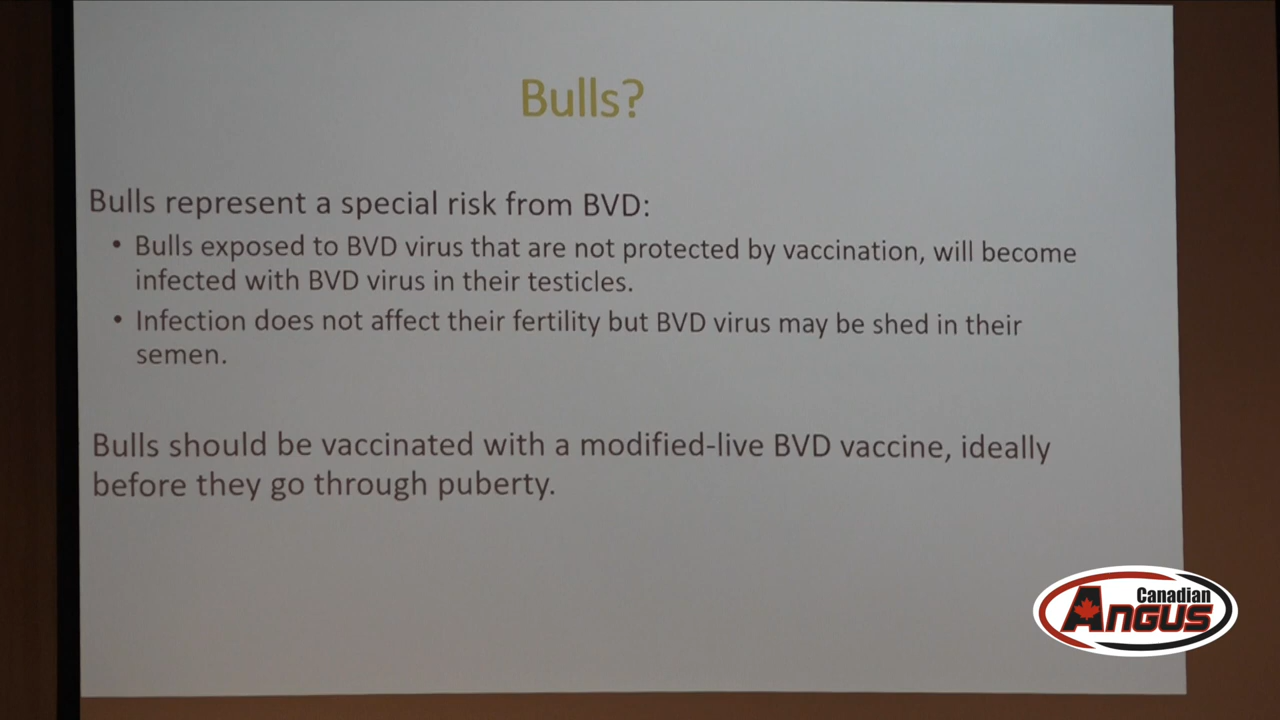 Bulls?
Bulls represent a special risk from BVD:
• Bulls exposed to BVD virus that are not protected by vaccination, will become
infected with BVD virus in their testicles.
• Infection does not affect their fertility but BVD virus may be shed in their
semen.
Bulls should be vaccinated with a modified-live BVD vaccine, ideally
before they go through puberty.
Canadian
Angus